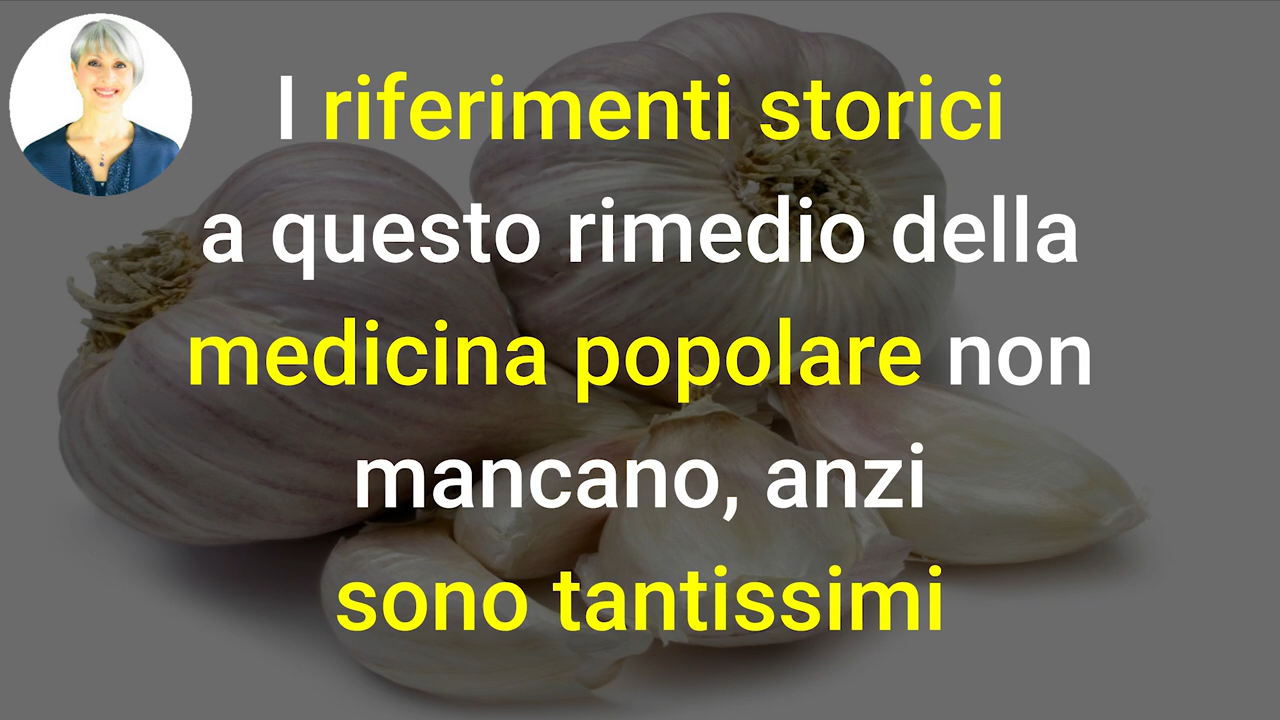 I riferimenti storici
a questo rimedio della
medicina popolare non
mancano, anzi
sono tantissimi